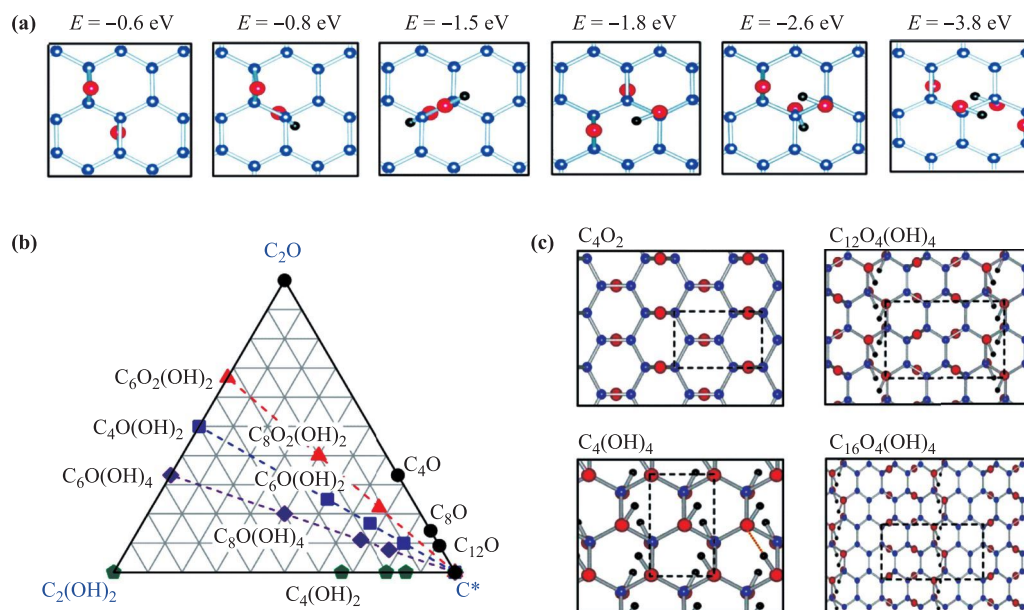 (a)
E = −0.6 eV
E = −0.8 eV
E = −1.5 eV
E = −1.8 eV
E = −2.6 eV
E = −3.8 eV
(b)
C₂O
C₆O₂(OH)₂
C₄O(OH)₂
C₈O₂(OH)₂
C₆O(OH)₄
C₆O(OH)₂
C₄O
C₈O
C₈O(OH)₄
C₁₂O
C₂(OH)₂
C₄(OH)₂
C*
(c)
C₄O₂
C₁₂O₄(OH)₄
C₄(OH)₄
C₁₆O₄(OH)₄